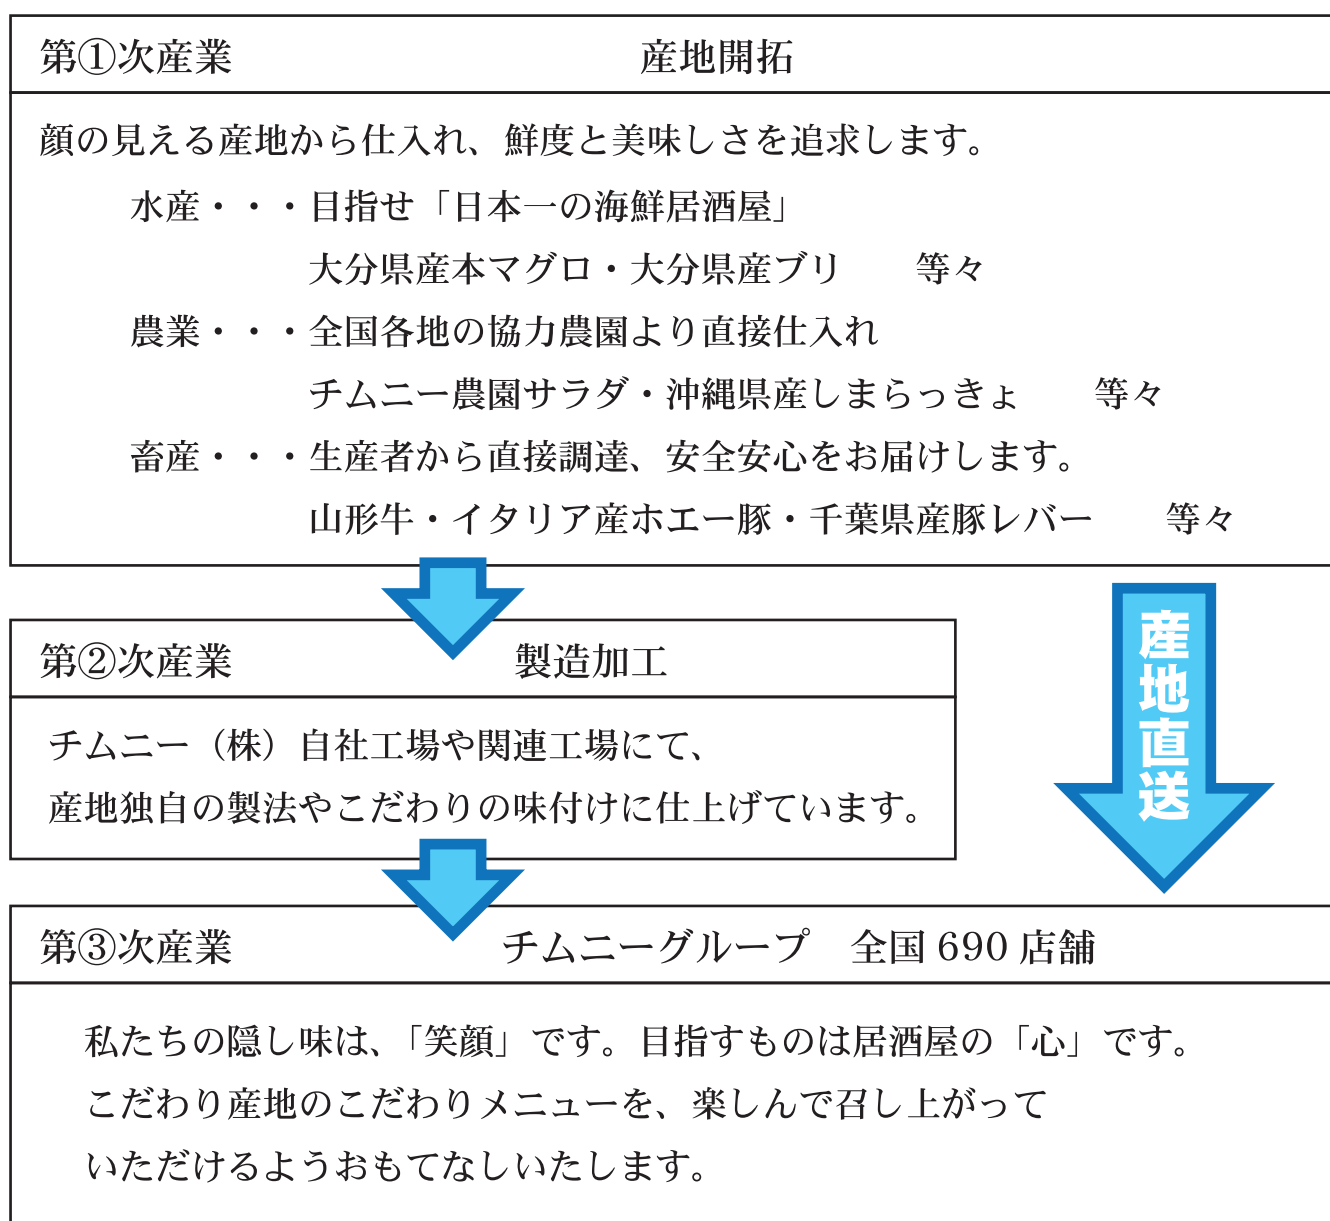 第①次産業　産地開拓
顔の見える産地から仕入れ、鮮度と美味しさを追求します。
水産・・・目指せ「日本一の海鮮居酒屋」
大分県産本マグロ・大分県産ブリ　等々
農業・・・全国各地の協力農園より直接仕入れ
チムニー農園サラダ・沖縄県産しまらっきょ　等々
畜産・・・生産者から直接調達、安全安心をお届けします。
山形牛・イタリア産ホエー豚・千葉県産豚レバー　等々
産地直送
第②次産業　製造加工
チムニー（株）自社工場や関連工場にて、
産地独自の製法やこだわりの味付けに仕上げています。
第③次産業　チムニーグループ　全国 690 店舗
私たちの隠し味は、「笑顔」です。目指すものは居酒屋の「心」です。
こだわり産地のこだわりメニューを、楽しんで召し上がって
いただけるようおもてなしいたします。